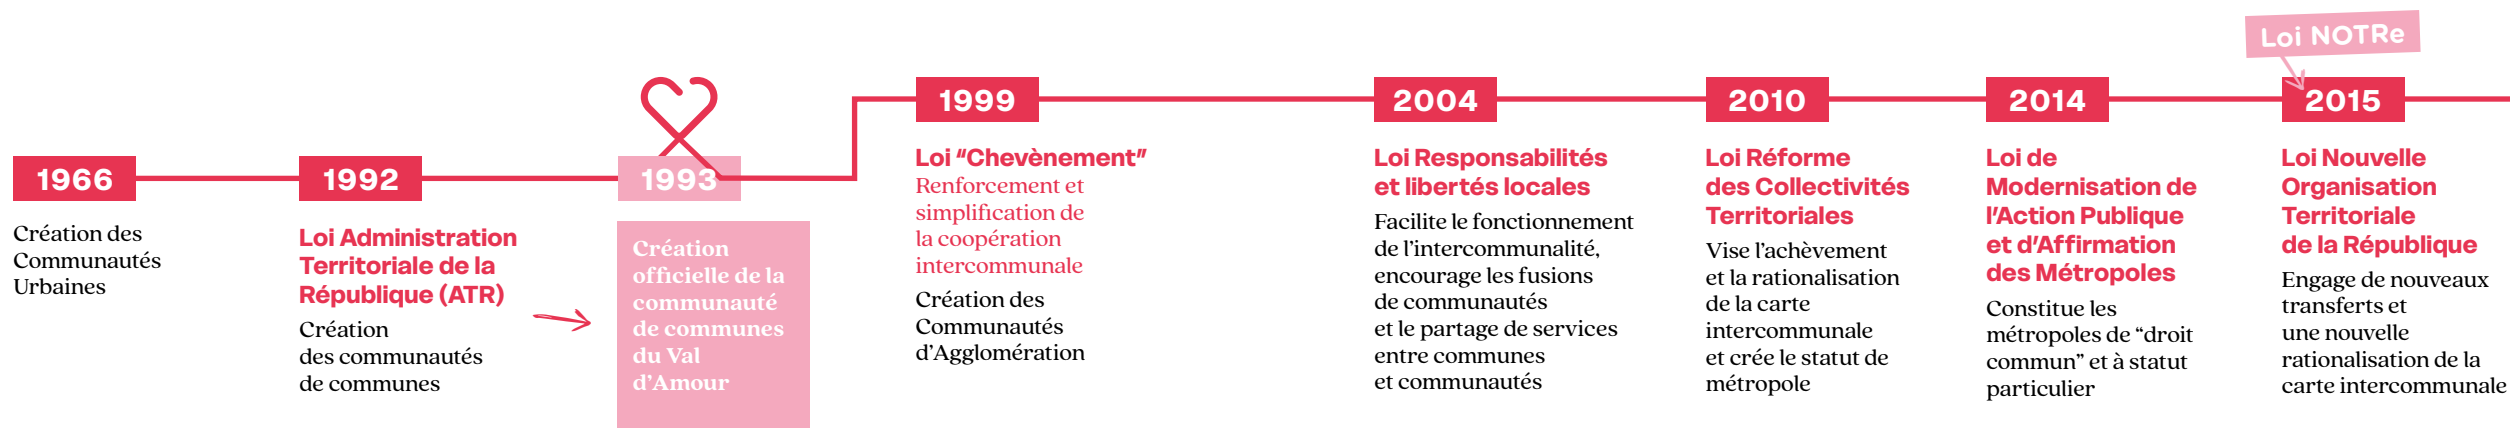 1966
Création des
Communautés
Urbaines
1992
Loi Administration
Territoriale de la
République (ATR)
Création
des communautés
de communes
1993
Création
officielle de la
communauté
de communes
du Val
d’Amour
1999
Loi “Chevènement”
Renforcement et
simplification de
la coopération
intercommunale
Création des
Communautés
d’Agglomération
2004
Loi Responsabilités
et libertés locales
Facilite le fonctionnement
de l’intercommunalité,
encourage les fusions
de communautés
et le partage de services
entre communes
et communautés
2010
Loi Réforme
des Collectivités
Territoriales
Vise l’achèvement
et la rationalisation
de la carte
intercommunale
et crée le statut de
métropole
2014
Loi de
Modernisation de
l’Action Publique
et d’Affirmation
des Métropoles
Constitue les
métropoles de “droit
commun” et à statut
particulier
Loi NOTRe
2015
Loi Nouvelle
Organisation
Territoriale
de la République
Engage de nouveaux
transferts et
une nouvelle
rationalisation de la
carte intercommunale